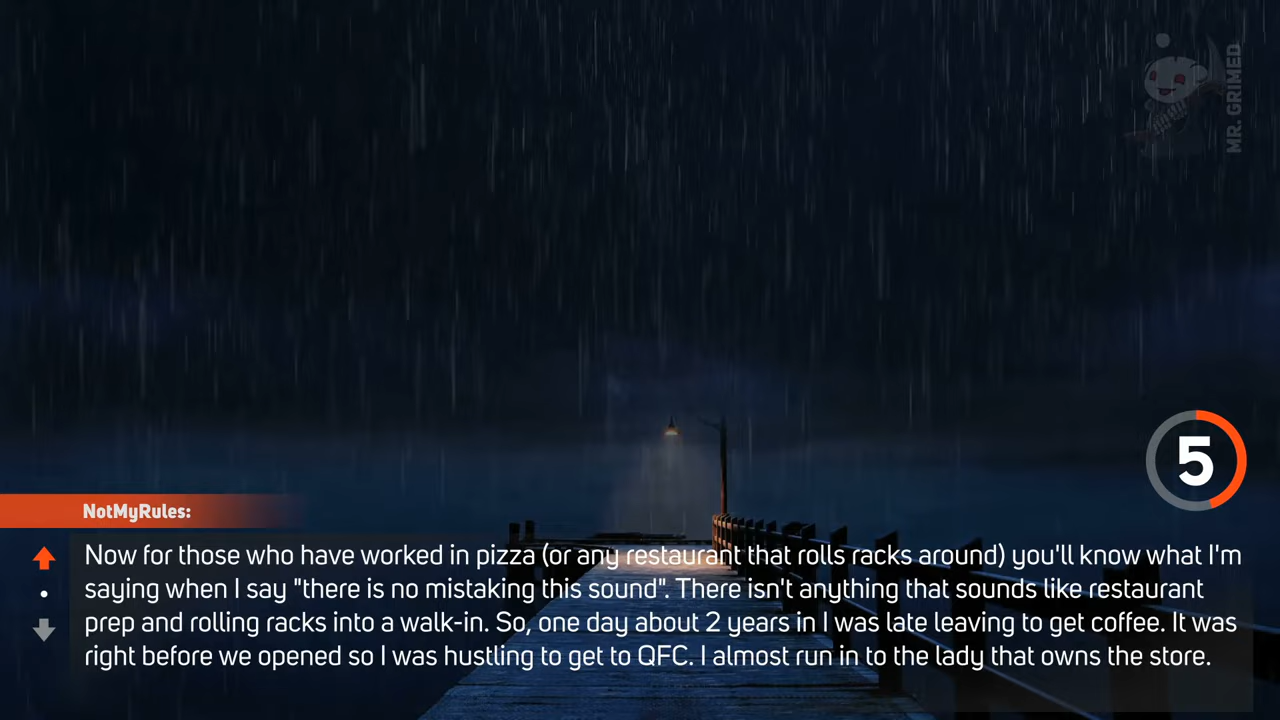 MR. GRIMED
5
NotMyRules:
Now for those who have worked in pizza (or any restaurant that rolls racks around) you'll know what I'm
saying when I say "there is no mistaking this sound". There isn't anything that sounds like restaurant
prep and rolling racks into a walk-in. So, one day about 2 years in I was late leaving to get coffee. It was
right before we opened so I was hustling to get to QFC. I almost run in to the lady that owns the store.